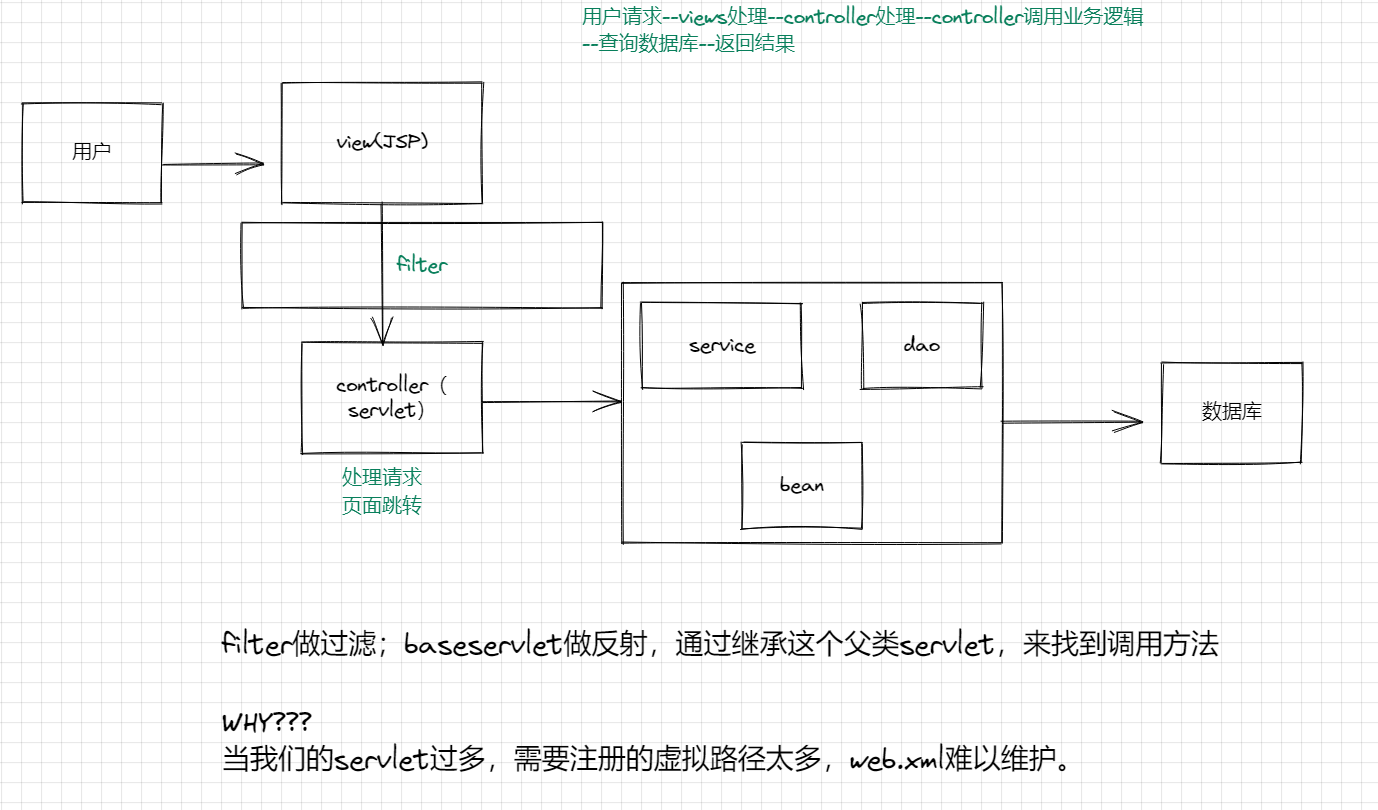 用户请求--views处理--controller处理--controller调用业务逻辑
--查询数据库--返回结果
用户
view(JSP)
filter
controller（
servlet）
处理请求
页面跳转
service
dao
bean
数据库
filter做过滤；baseservlet做反射，通过继承这个父类servlet，来找到调用方法
WHY???
当我们的servlet过多，需要注册的虚拟路径太多，web.xml难以维护。